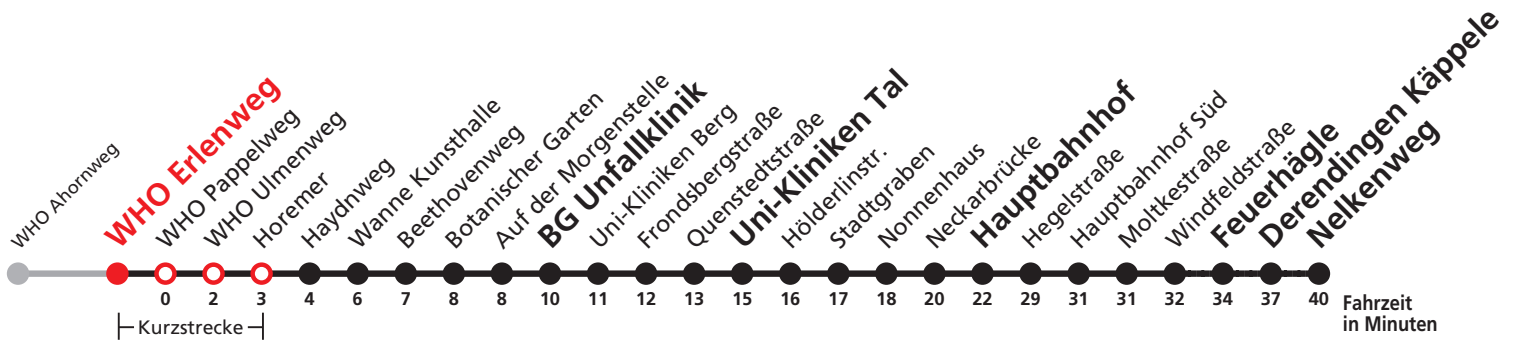 WHO Ahornweg
WHO Erlenweg
WHO Pappelweg
WHO Ulmenweg
Horemer
Haydnweg
Wanne Kunsthalle
Beethovenweg
Botanischer Garten
Auf der Morgenstelle
BG Unfallklinik
Uni-Kliniken Berg
Frondsbergstraße
Quenstedtstraße
Uni-Kliniken Tal
Hölderlinstr.
Stadtgraben
Nonnenhaus
Neckarbrücke
Hauptbahnhof
Hegelstraße
Hauptbahnhof Süd
Moltkestraße
Windfeldstraße
Feuerhägle
Derendingen Käppele
Nelkenweg
0 2 3 4 6 7 8 8 10 11 12 13 15 16 17 18 20 22 29 31 31 32 34 37 40
Fahrzeit
in Minuten
Kurzstrecke